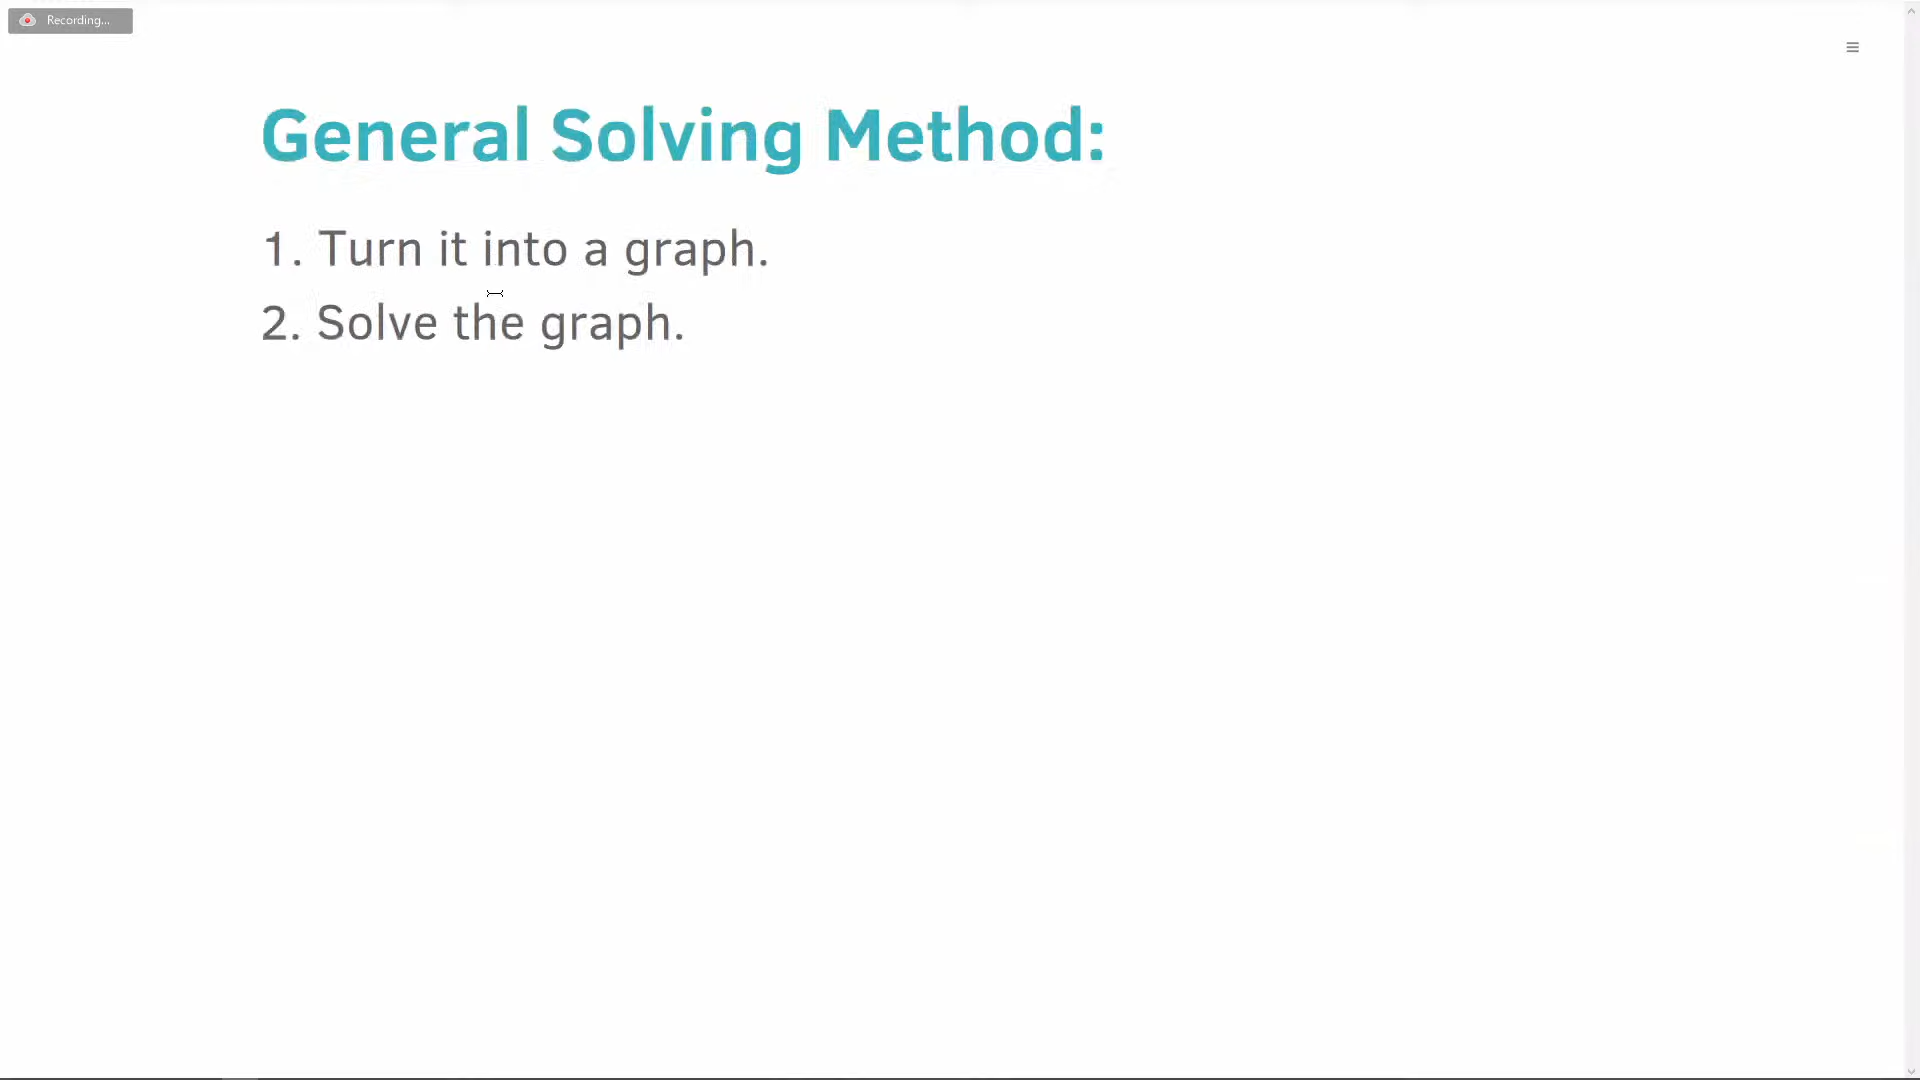 Recording...
General Solving Method:
1. Turn it into a graph.
2. Solve the graph.